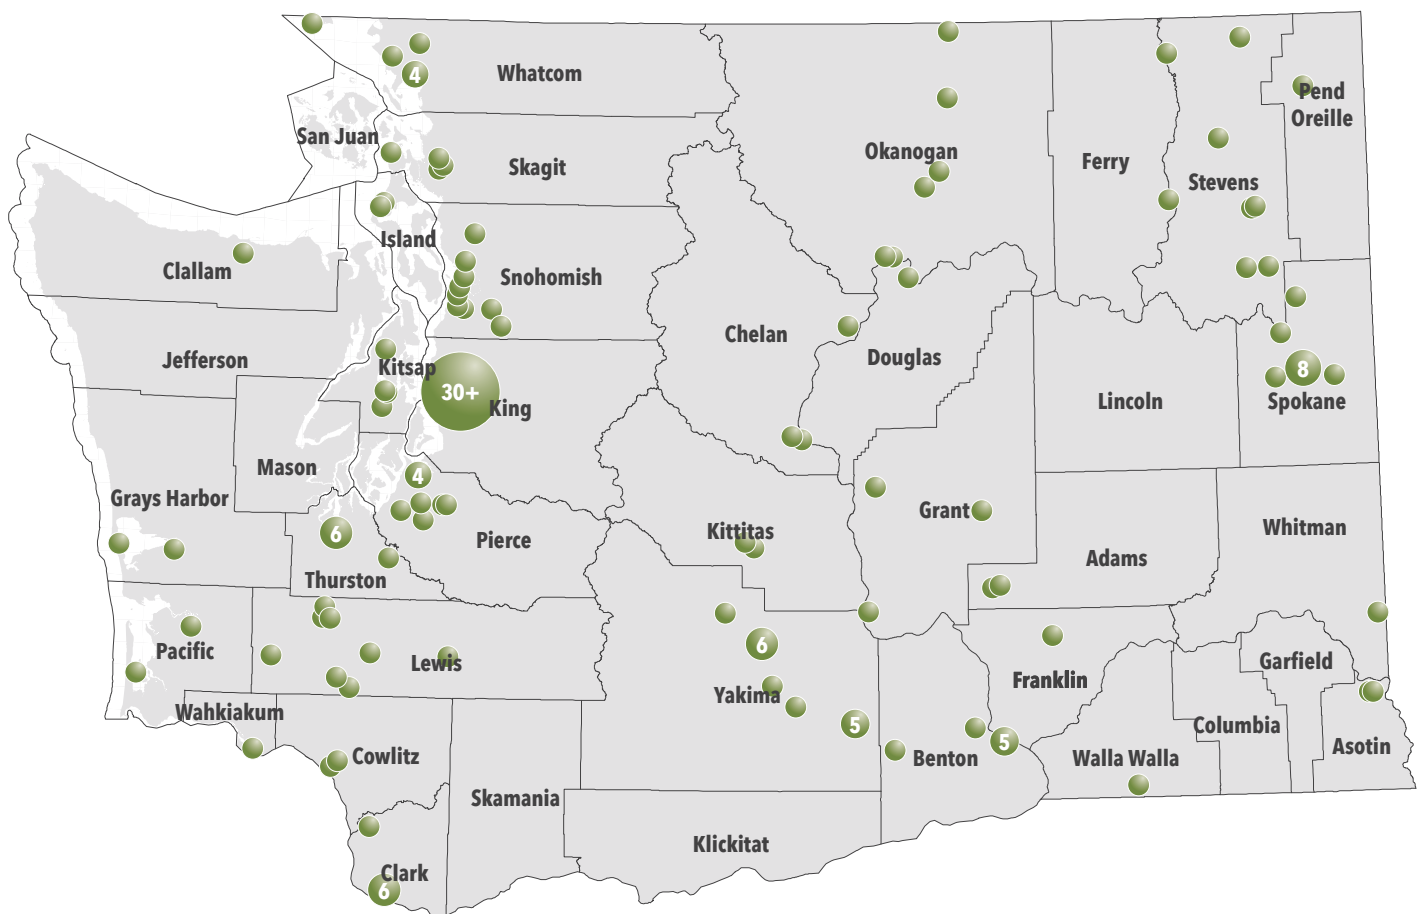 4
Whatcom
Pend
Oreille
San Juan
Okanogan
Ferry
Skagit
Stevens
Island
Clallam
Snohomish
Chelan
Douglas
Jefferson
Kitsap
8
30+
King
Lincoln
Spokane
Mason
4
Grays Harbor
Grant
Whitman
6
Kittitas
Pierce
Adams
Thurston
6
Pacific
Lewis
Garfield
Franklin
Yakima
Wahkiakum
5
Columbia
5
Cowlitz
Benton
Walla Walla
Asotin
Skamania
Klickitat
Clark
6